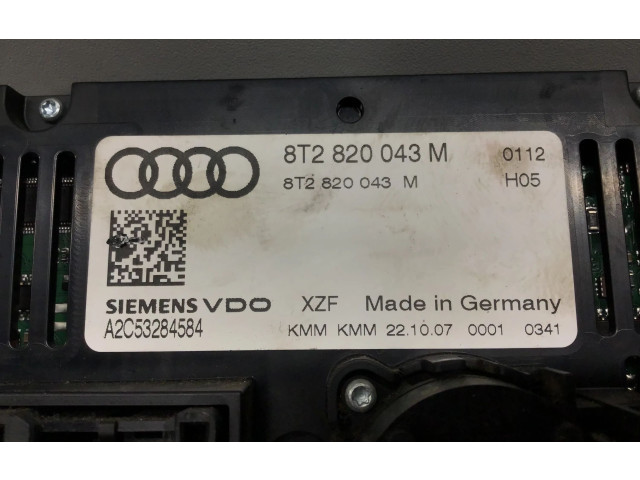 8T2 820 043 M 0112
8T2 820 043 M H05
SIEMENS VDO XZF Made in Germany
A2C53284584 KMM KMM 22.10.07 0001 0341